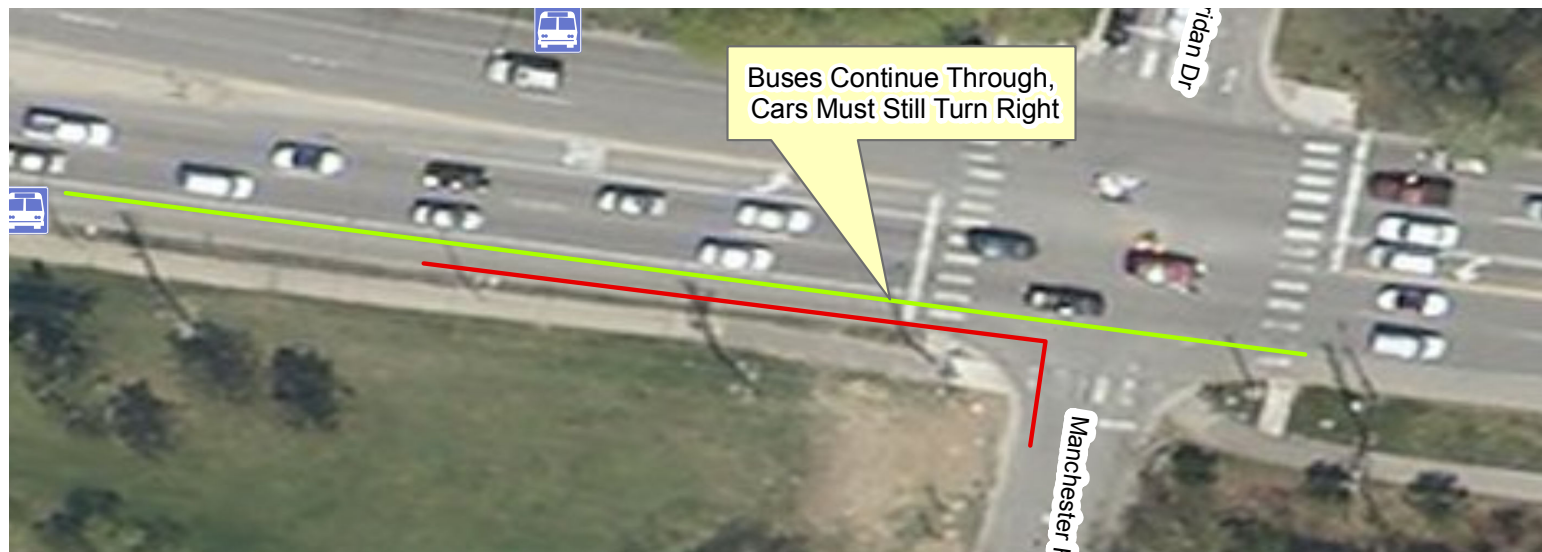 ridan Dr
Buses Continue Through,
Cars Must Still Turn Right
Manchester